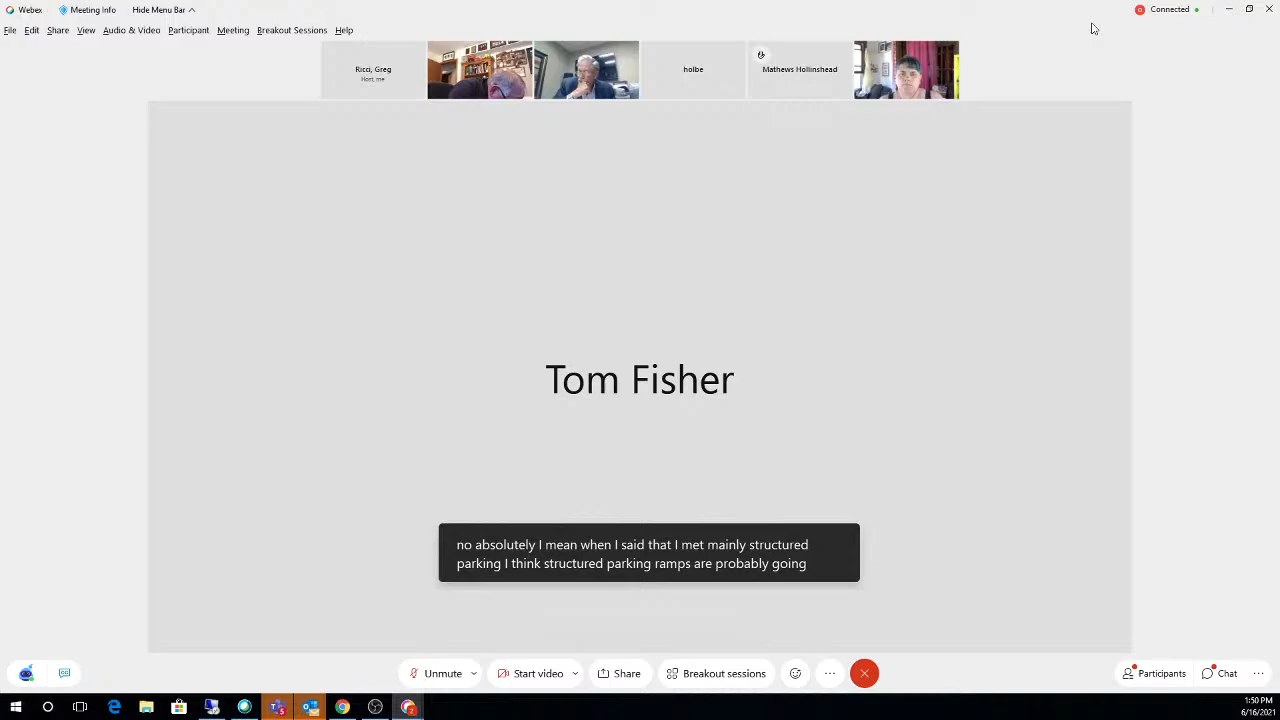 Webex Meeting Info Hide Menu Bar Connected
File Edit Share View Audio & Video Participant Meeting Breakout Sessions Help
Ricci, Greg
Host, me
holbe
Mathews Hollinshead
Tom Fisher
no absolutely I mean when I said that I met mainly structured
parking I think structured parking ramps are probably going
Unmute Start video Share Breakout sessions Participants Chat
1:50 PM
6/16/2021